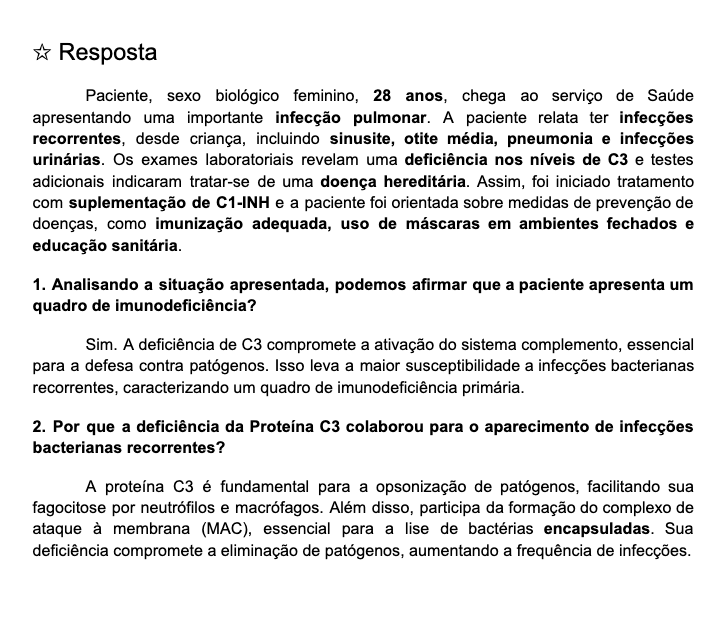 ☆ Resposta
Paciente, sexo biológico feminino, 28 anos, chega ao serviço de Saúde
apresentando uma importante infecção pulmonar. A paciente relata ter infecções
recorrentes, desde criança, incluindo sinusite, otite média, pneumonia e infecções
urinárias. Os exames laboratoriais revelam uma deficiência nos níveis de C3 e testes
adicionais indicaram tratar-se de uma doença hereditária. Assim, foi iniciado tratamento
com suplementação de C1-INH e a paciente foi orientada sobre medidas de prevenção de
doenças, como imunização adequada, uso de máscaras em ambientes fechados e
educação sanitária.
1. Analisando a situação apresentada, podemos afirmar que a paciente apresenta um
quadro de imunodeficiência?
Sim. A deficiência de C3 compromete a ativação do sistema complemento, essencial
para a defesa contra patógenos. Isso leva a maior susceptibilidade a infecções bacterianas
recorrentes, caracterizando um quadro de imunodeficiência primária.
2. Por que a deficiência da Proteína C3 colaborou para o aparecimento de infecções
bacterianas recorrentes?
A proteína C3 é fundamental para a opsonização de patógenos, facilitando sua
fagocitose por neutrófilos e macrófagos. Além disso, participa da formação do complexo de
ataque à membrana (MAC), essencial para a lise de bactérias encapsuladas. Sua
deficiência compromete a eliminação de patógenos, aumentando a frequência de infecções.